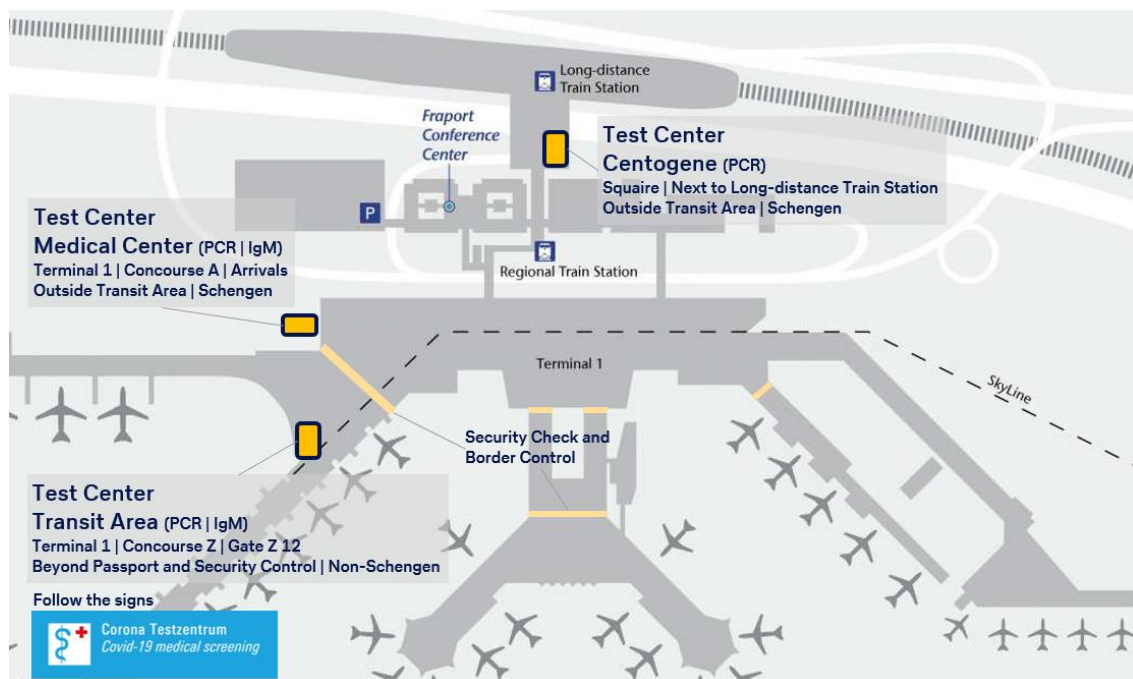 Long-distance
Train Station
Fraport
Conference
Center
Test Center
Centogene (PCR)
Squaire | Next to Long-distance Train Station
Outside Transit Area | Schengen
P
Test Center
Medical Center (PCR | IgM)
Terminal 1 | Concourse A | Arrivals
Outside Transit Area | Schengen
Regional Train Station
Terminal 1
SkyLine
Security Check and
Border Control
Test Center
Transit Area (PCR | IgM)
Terminal 1 | Concourse Z | Gate Z 12
Beyond Passport and Security Control | Non-Schengen
Follow the signs
Corona Testzentrum
Covid-19 medical screening